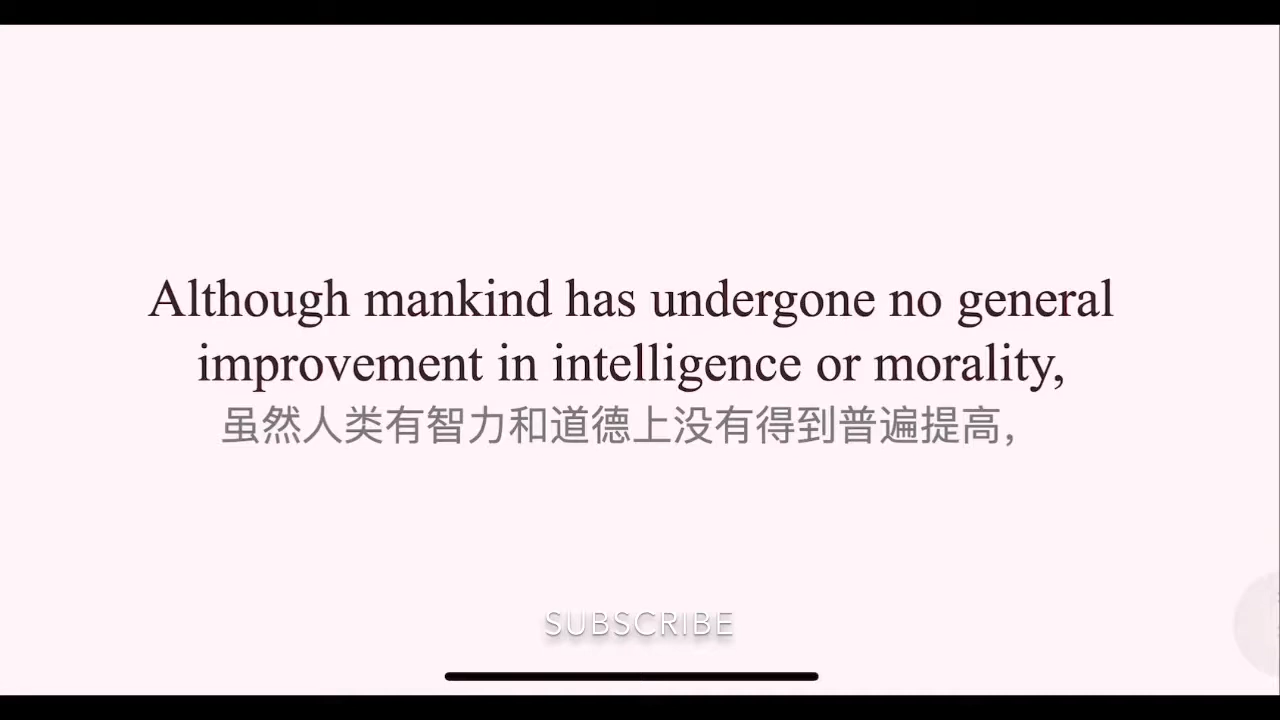 Although mankind has undergone no general
improvement in intelligence or morality,
虽然人类有智力和道德上没有得到普遍提高，
SUBSCRIBE